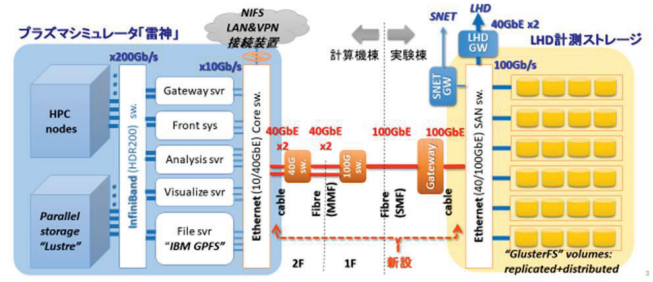 プラズマシミュレータ「雷神」
x200Gb/s
x10Gb/s
HPC
nodes
Parallel
storage
"Lustre"
InfiniBand (HDR200) sw.
Gateway svr
Front sys
Analysis svr
Visualize svr
File svr
"IBM GPFS"
Ethernet (10/40GbE) Core sw.
NIFS
LAN&VPN
接続装置
計算機棟
実験棟
40GbE
x2
40GbE
x2
100GbE
100GbE
40G
sw.
100G
sw.
Gateway
cable
Fibre
(MMF)
Fibre
(SMF)
cable
2F
1F
新設
SNET
LHD
40GbE x2
SNET
GW
LHD
GW
LHD計測ストレージ
100Gb/s
Ethernet (40/100GbE) SAN sw.
"GlusterFS" volumes:
replicated+distributed
3